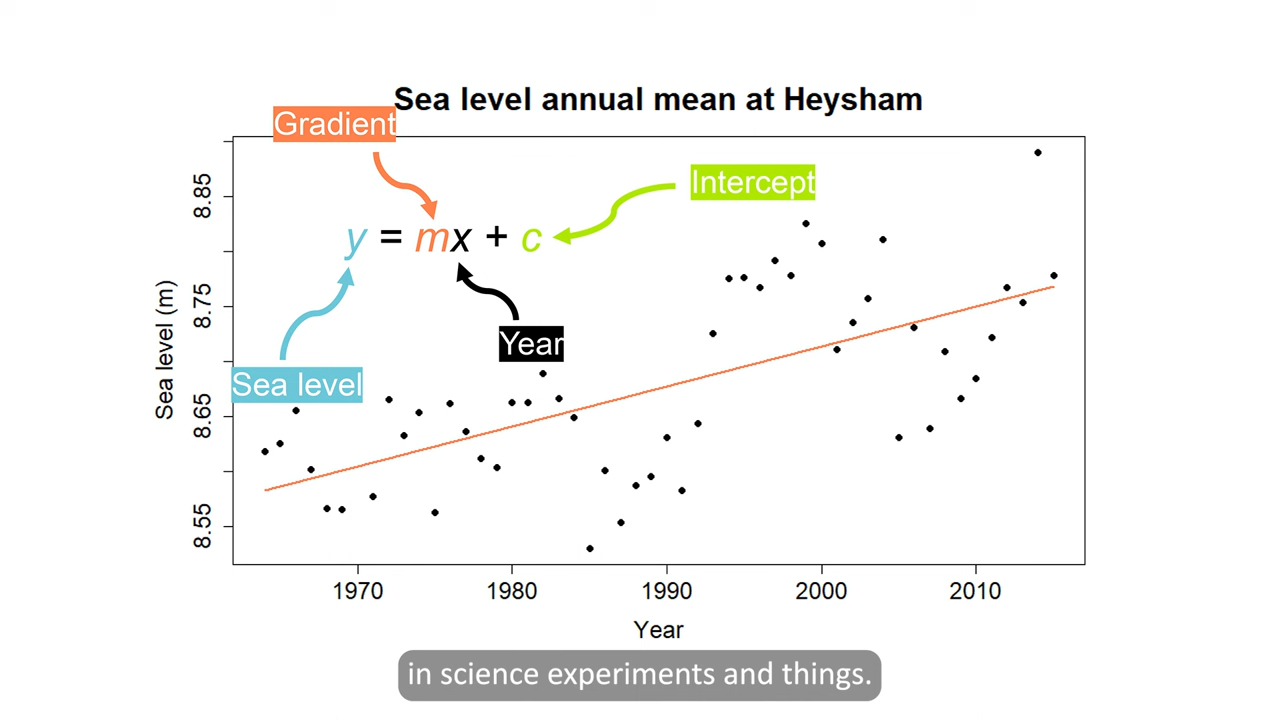 Sea level annual mean at Heysham
Gradient
Intercept
y = mx + c
Year
Sea level
Sea level (m)
8.85
8.75
8.65
8.55
1970 1980 1990 2000 2010
Year
in science experiments and things.